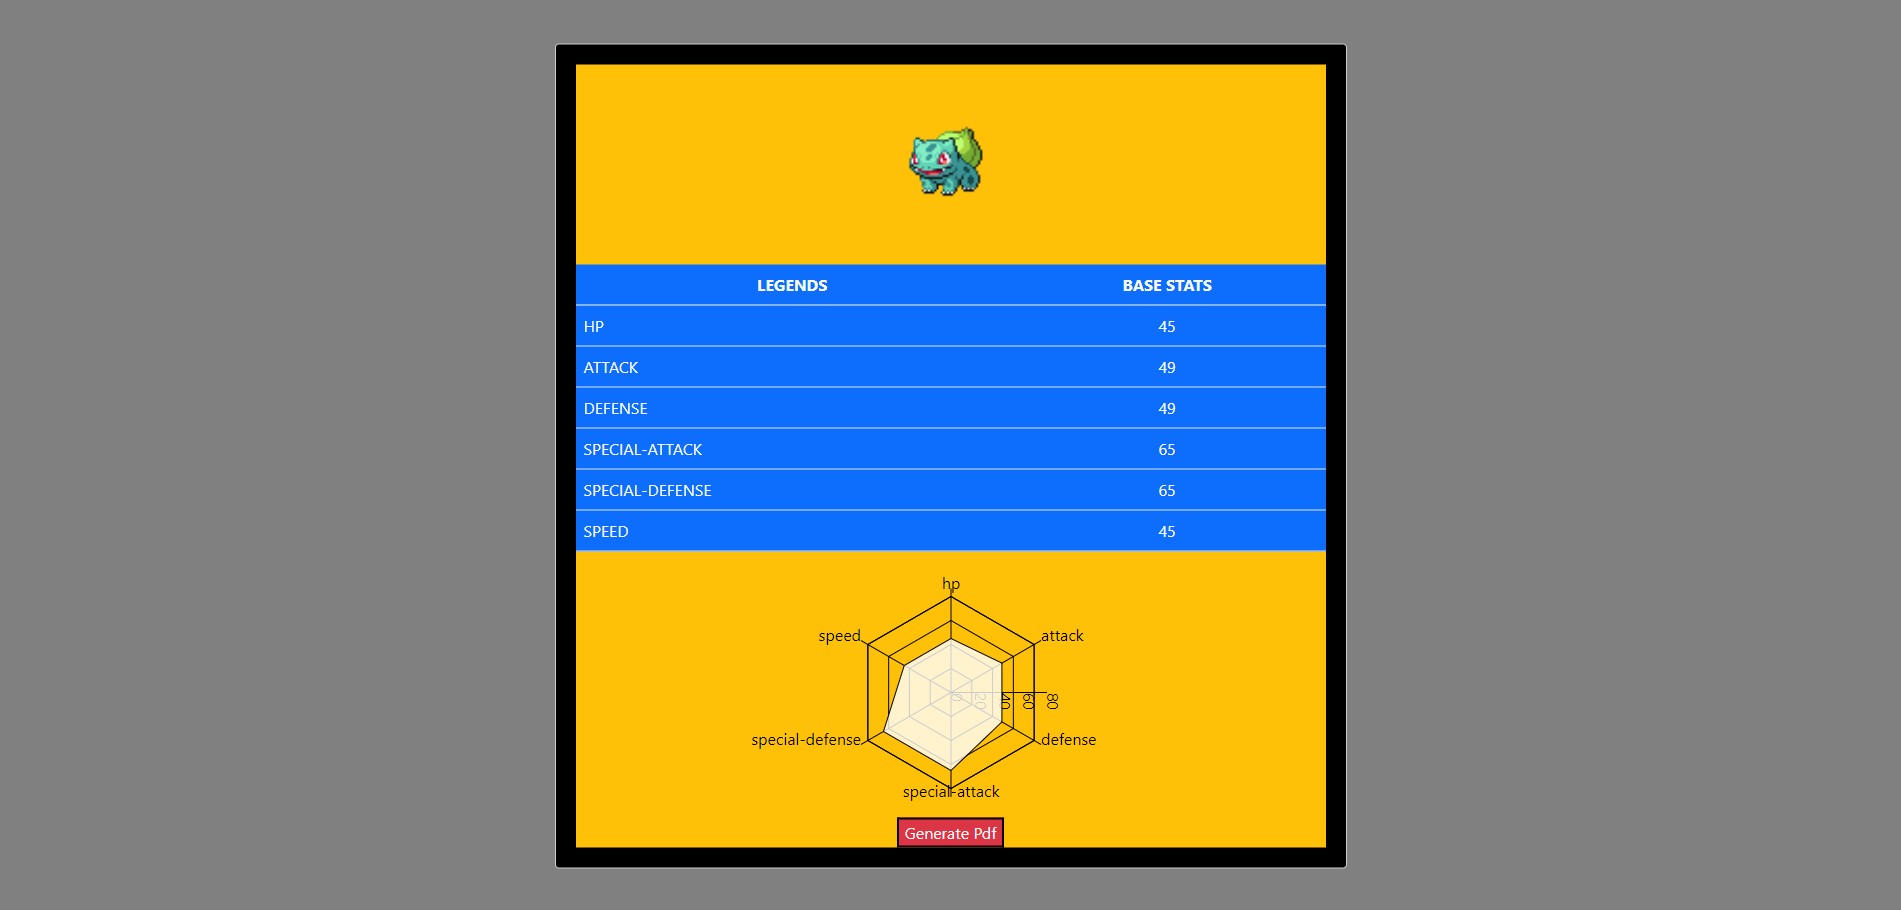 LEGENDS BASE STATS
HP 45
ATTACK 49
DEFENSE 49
SPECIAL-ATTACK 65
SPECIAL-DEFENSE 65
SPEED 45
hp
speed attack
0 20 40 60 80
special-defense defense
special-attack
Generate Pdf